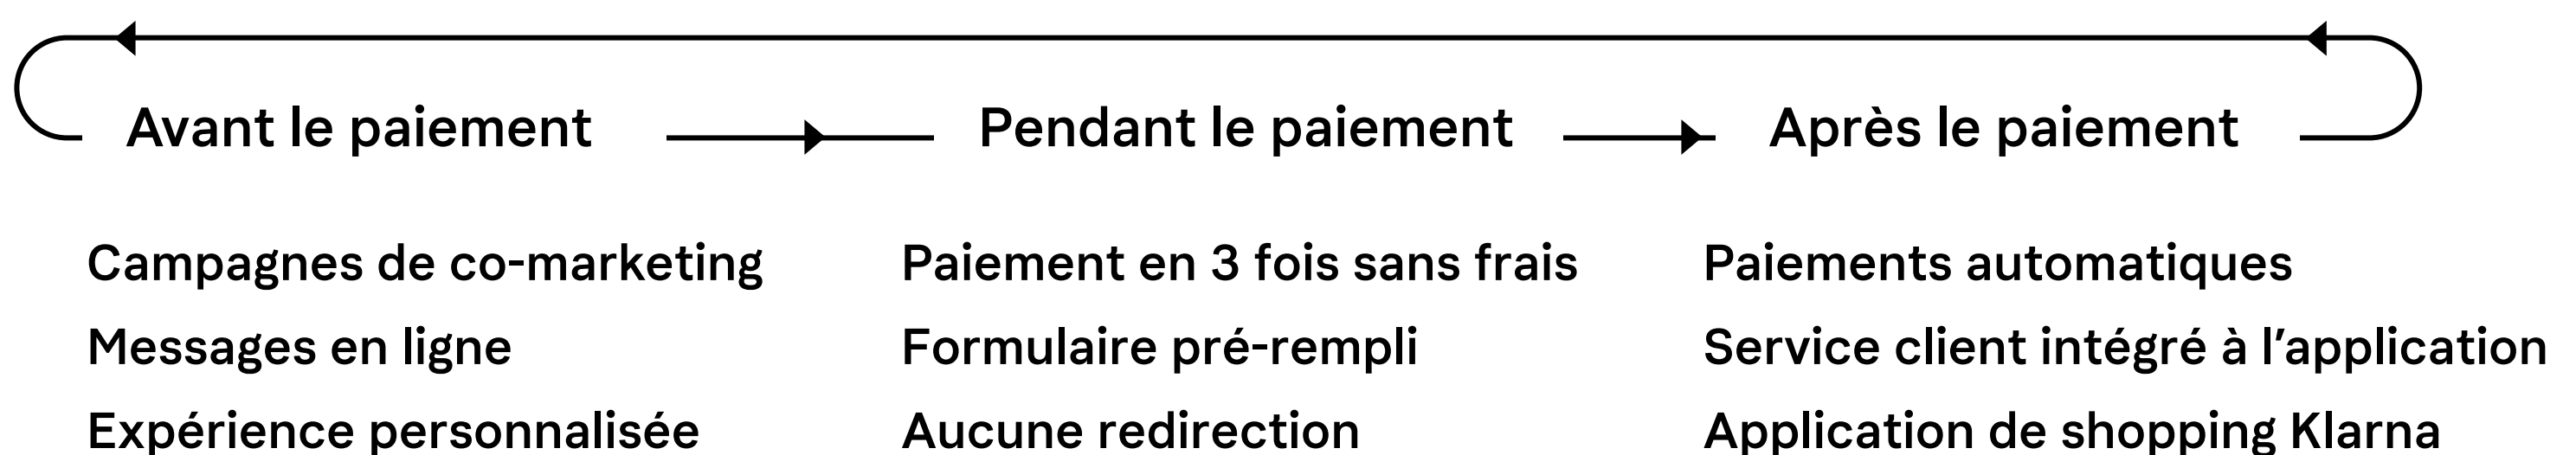 Avant le paiement
Pendant le paiement
Après le paiement
Campagnes de co-marketing
Messages en ligne
Expérience personnalisée
Paiement en 3 fois sans frais
Formulaire pré-rempli
Aucune redirection
Paiements automatiques
Service client intégré à l’application
Application de shopping Klarna